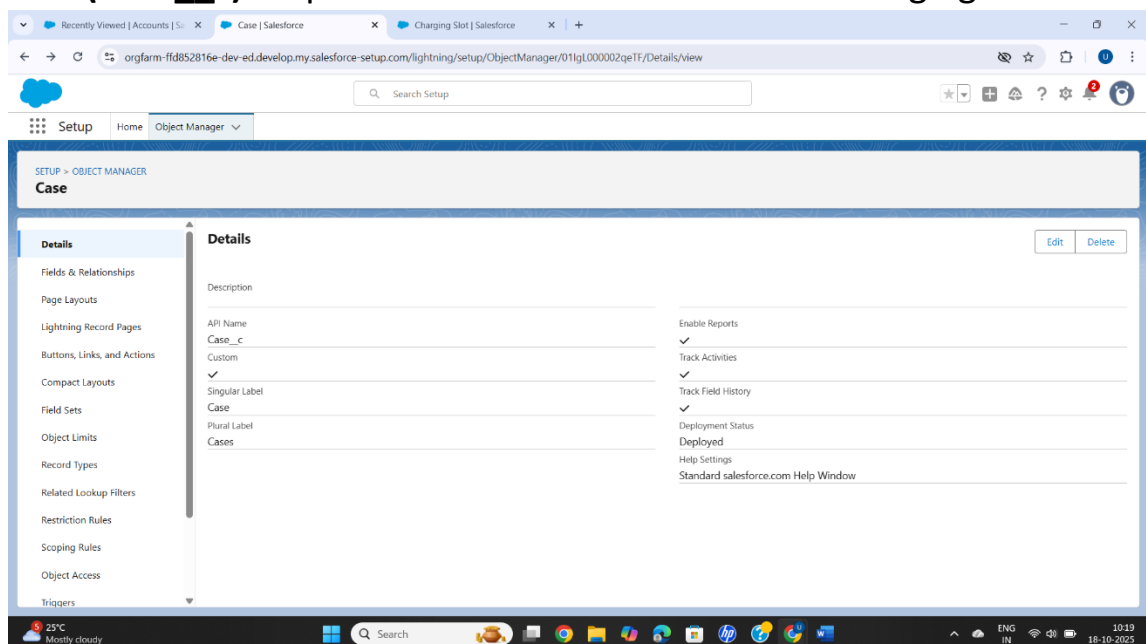 Recently Viewed | Accounts | Sa
Case | Salesforce
Charging Slot | Salesforce
orgfarm-ffd852816e-dev-ed.develop.my.salesforce-setup.com/lightning/setup/ObjectManager/01IgL000002qeTF/Details/view
U
Search Setup
2
Setup
Home
Object Manager
SETUP > OBJECT MANAGER
Case
Details
Fields & Relationships
Page Layouts
Lightning Record Pages
Buttons, Links, and Actions
Compact Layouts
Field Sets
Object Limits
Record Types
Related Lookup Filters
Restriction Rules
Scoping Rules
Object Access
Triggers
Details
Edit
Delete
Description
API Name
Case__c
Custom
Singular Label
Case
Plural Label
Cases
Enable Reports
Track Activities
Track Field History
Deployment Status
Deployed
Help Settings
Standard salesforce.com Help Window
5
25°C
Mostly cloudy
Search
ENG
IN
10:19
18-10-2025